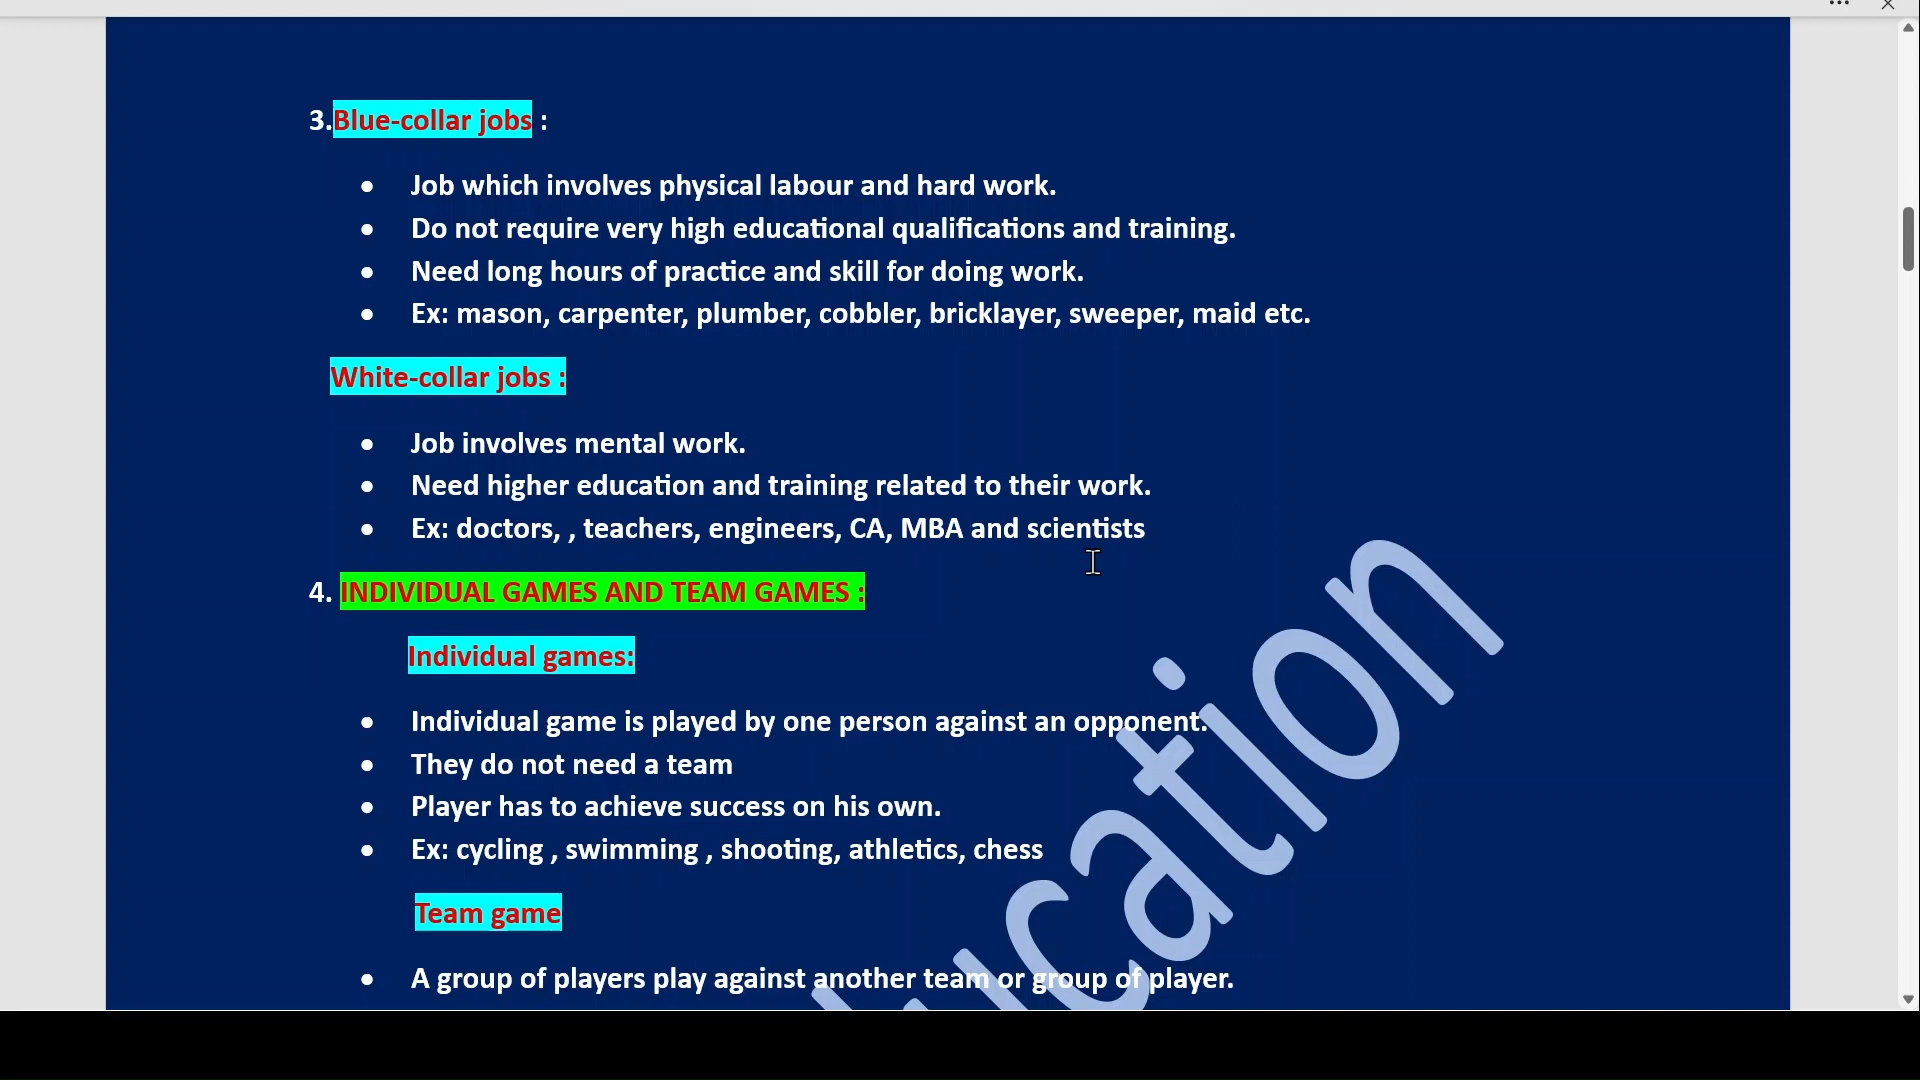 3.Blue-collar jobs :
• Job which involves physical labour and hard work.
• Do not require very high educational qualifications and training.
• Need long hours of practice and skill for doing work.
• Ex: mason, carpenter, plumber, cobbler, bricklayer, sweeper, maid etc.
White-collar jobs :
• Job involves mental work.
• Need higher education and training related to their work.
• Ex: doctors, , teachers, engineers, CA, MBA and scientists
4. INDIVIDUAL GAMES AND TEAM GAMES :
Individual games:
• Individual game is played by one person against an opponent.
• They do not need a team
• Player has to achieve success on his own.
• Ex: cycling , swimming , shooting, athletics, chess
Team game
• A group of players play against another team or group of player.